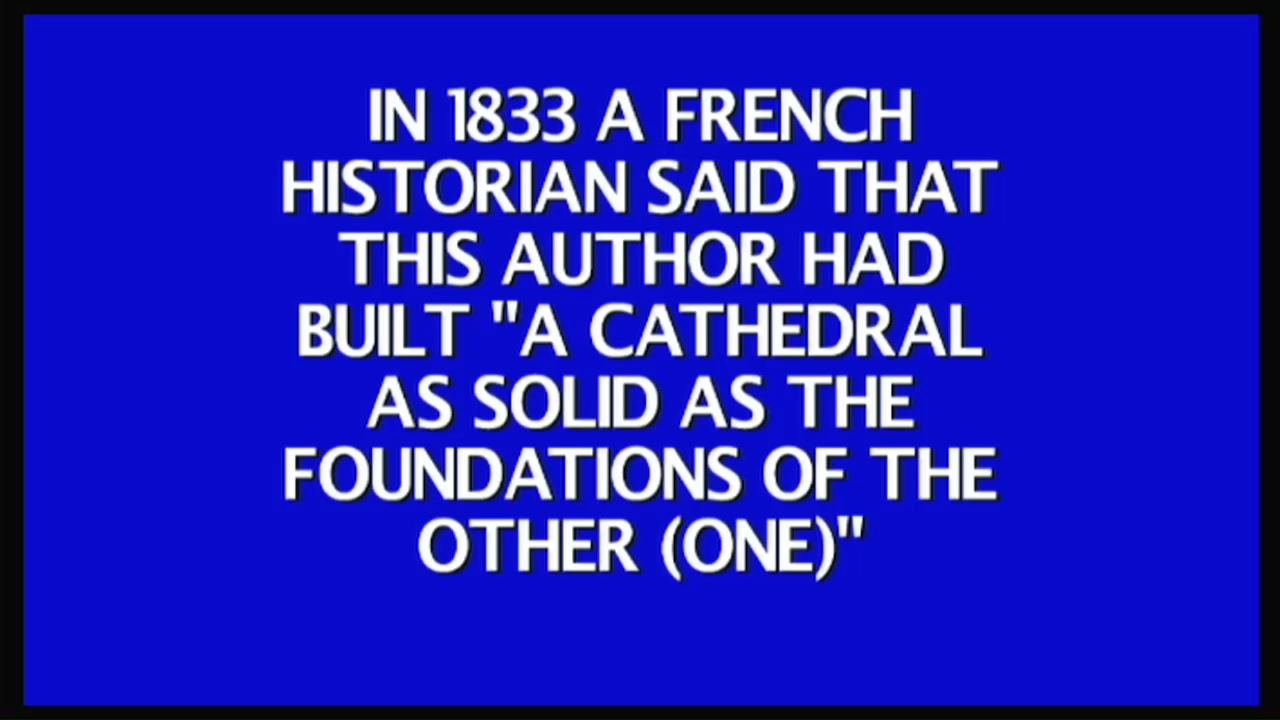 IN 1833 A FRENCH
HISTORIAN SAID THAT
THIS AUTHOR HAD
BUILT "A CATHEDRAL
AS SOLID AS THE
FOUNDATIONS OF THE
OTHER (ONE)"